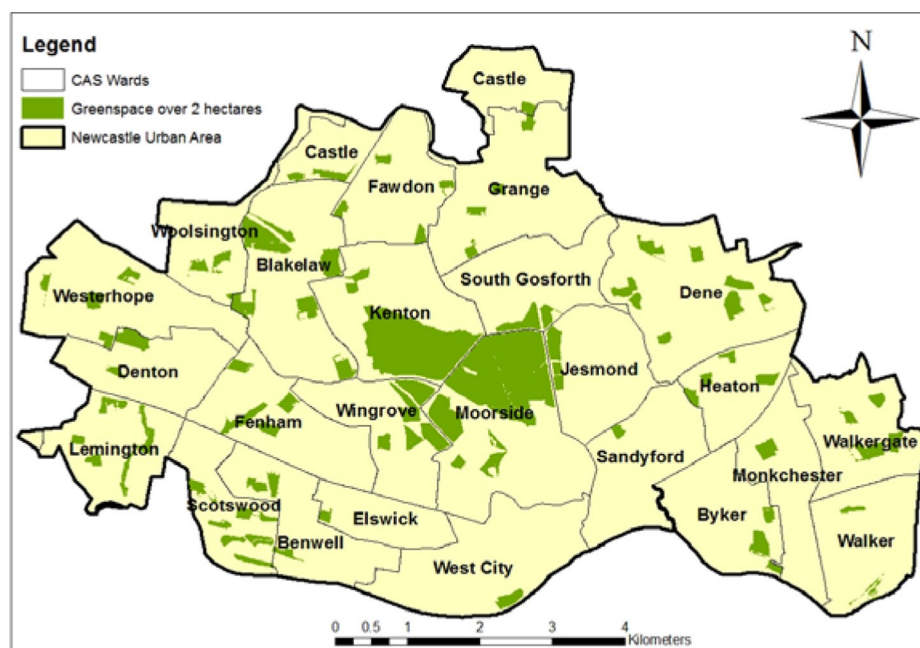 Legend
CAS Wards
Greenspace over 2 hectares
Newcastle Urban Area
N
Castle
Castle
Fawdon
Grange
Woolsington
Blakelaw
South Gosforth
Westerhope
Dene
Kenton
Denton
Jesmond
Heaton
Fenham
Wingrove
Moorside
Lemington
Sandyford
Walkergate
Monkchester
Scotswood
Elswick
Byker
Benwell
Walker
West City
0 0.5 1 2 3 4
Kilometers